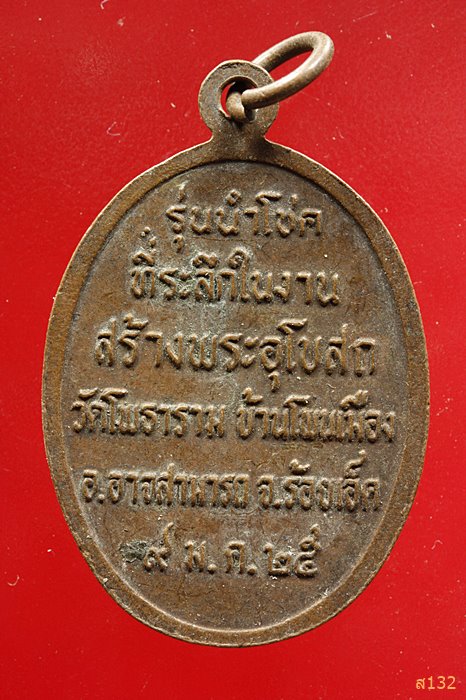 รุ่นนำโชค
ที่ระลึกในงาน
สร้างพระอุโบสถ
วัดโพธาราม บ้านโพนเมือง
อ.อาจสามารถ จ.ร้อยเอ็ด
๙ ม.ค.๒๕
ส132